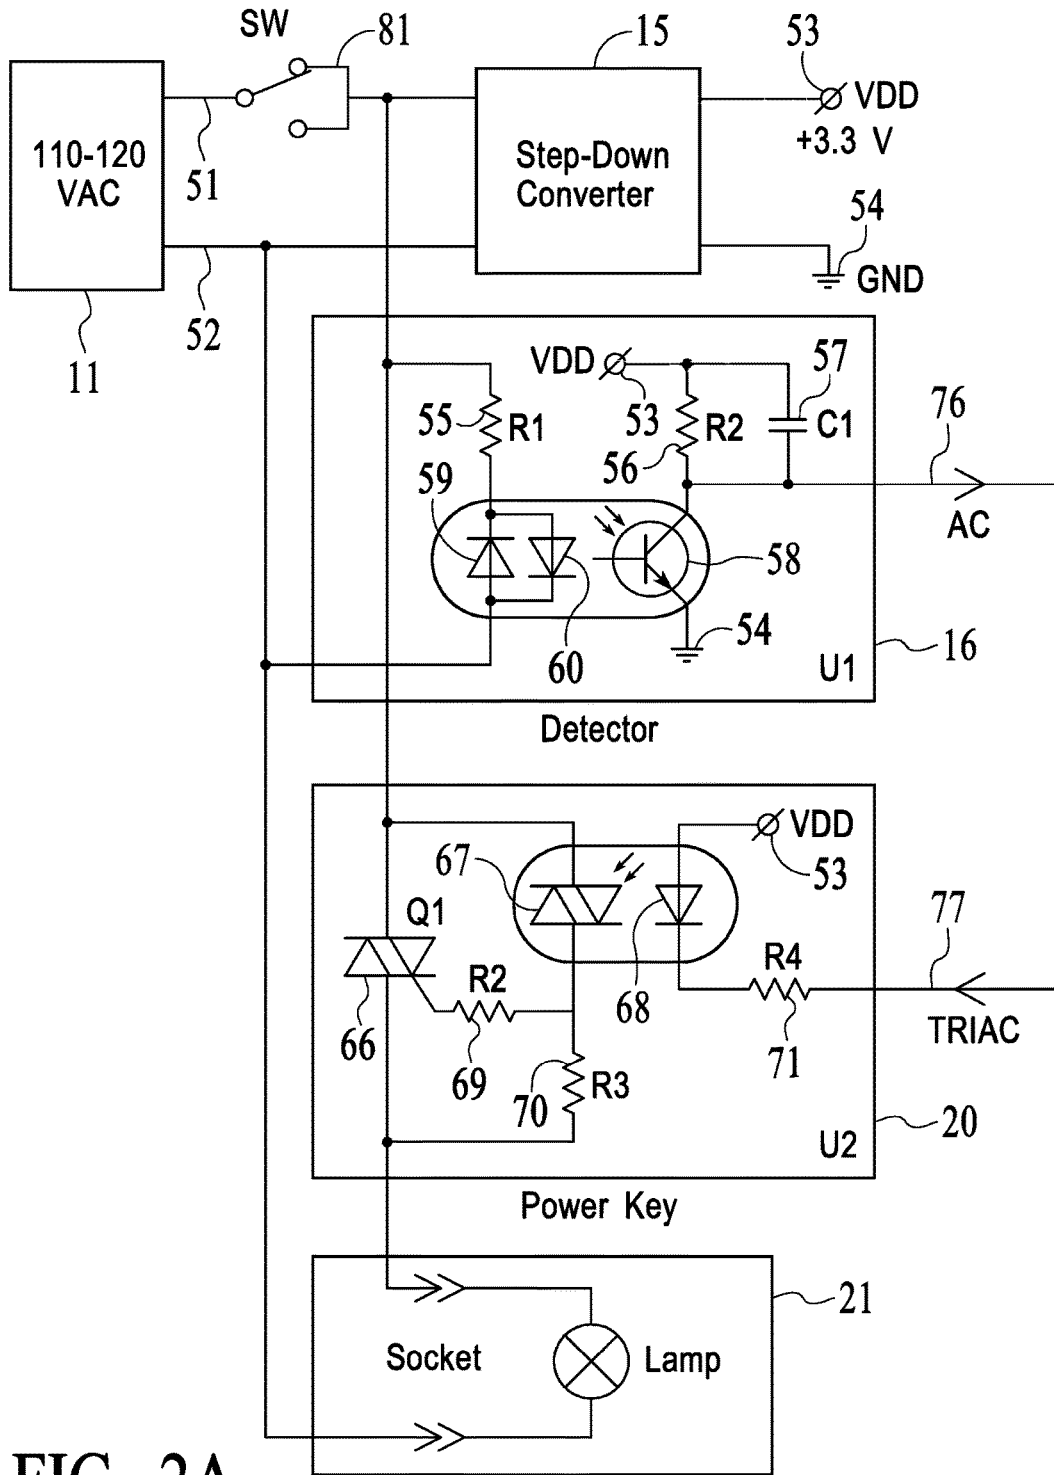 SW
81
15
53
VDD
+3.3 V
110-120
VAC
51
Step-Down
Converter
54
GND
52
11
VDD
53
57
55
R1
R2
56
C1
76
AC
59
58
54
60
16
U1
Detector
VDD
53
67
Q1
77
R4
R2
68
TRIAC
66
71
69
70
R3
20
U2
Power Key
21
Socket
Lamp
FIG. 2A